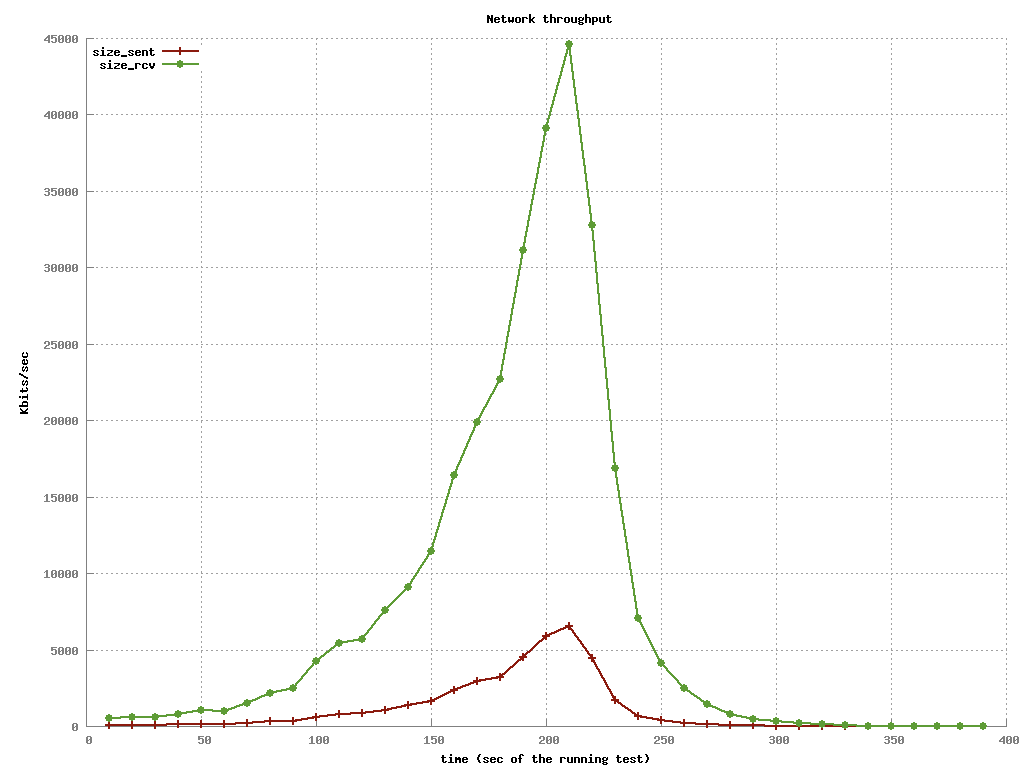 Network throughput
size_sent
size_rcv
45000
40000
35000
30000
25000
20000
15000
10000
5000
0
Kbits/sec
0 50 100 150 200 250 300 350 400
time (sec of the running test)